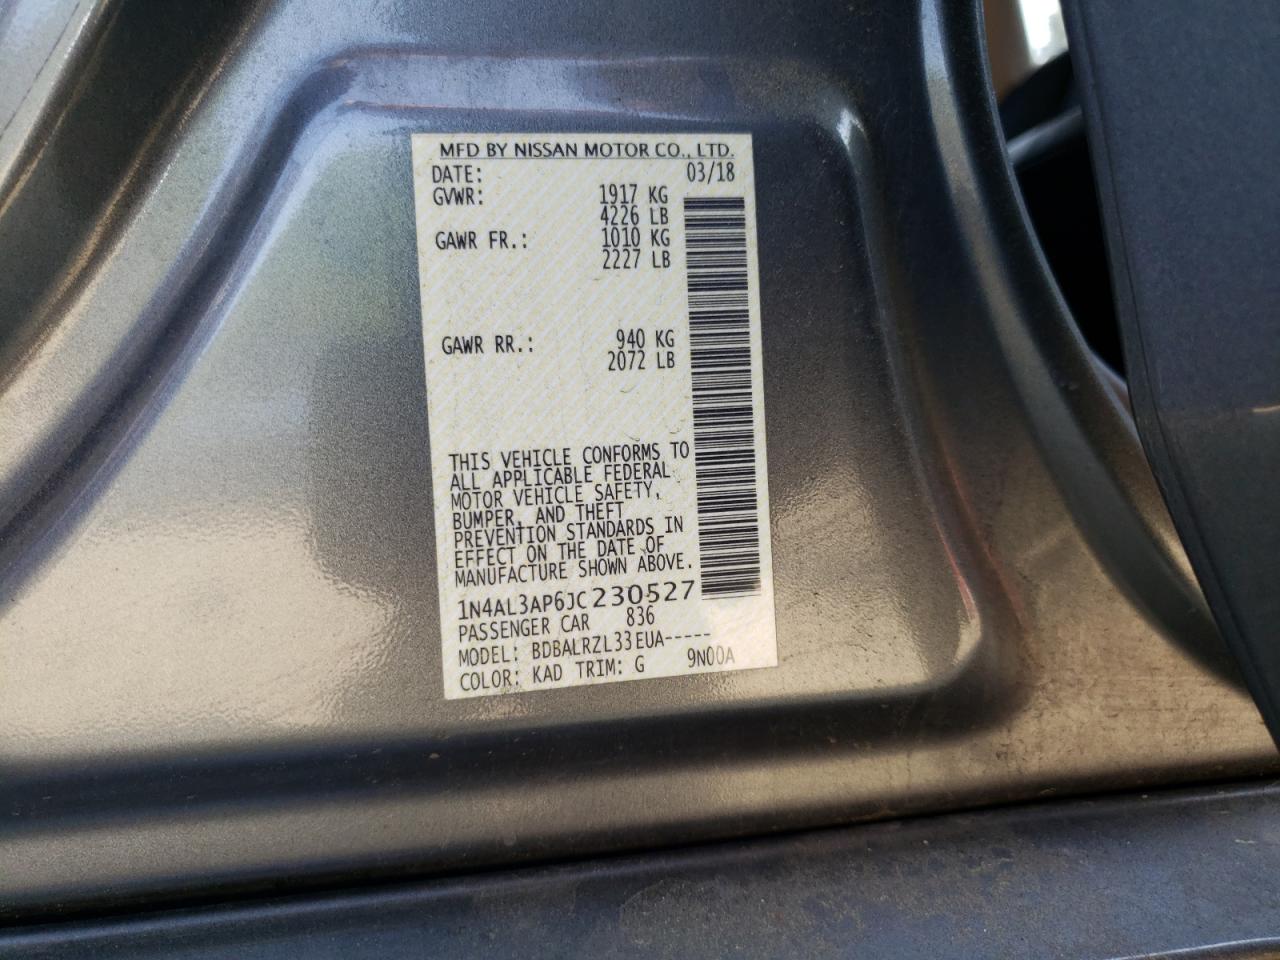 MFD BY NISSAN MOTOR CO., LTD.
DATE: 03/18
GVWR: 1917 KG
4226 LB
GAWR FR.: 1010 KG
2227 LB
GAWR RR.: 940 KG
2072 LB
THIS VEHICLE CONFORMS TO
ALL APPLICABLE FEDERAL
MOTOR VEHICLE SAFETY,
BUMPER, AND THEFT
PREVENTION STANDARDS IN
EFFECT ON THE DATE OF
MANUFACTURE SHOWN ABOVE.
1N4AL3AP6JC230527
PASSENGER CAR 836
MODEL: BDBALRZL33EUA-----
COLOR: KAD TRIM: G 9N00A